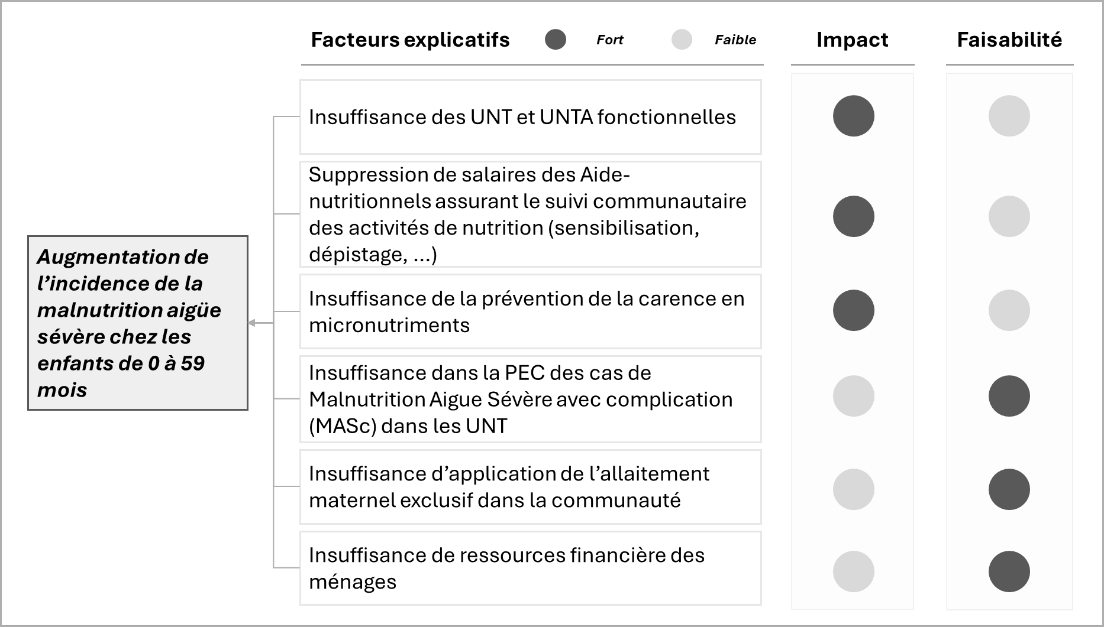 Facteurs explicatifs
Fort
Faible
Impact
Faisabilité
Insuffisance des UNT et UNTA fonctionnelles
Suppression de salaires des Aide-
nutritionnels assurant le suivi communautaire
des activités de nutrition (sensibilisation,
dépistage, ...)
Insuffisance de la prévention de la carence en
micronutriments
Insuffisance dans la PEC des cas de
Malnutrition Aigue Sévère avec complication
(MASc) dans les UNT
Insuffisance d’application de l’allaitement
maternel exclusif dans la communauté
Insuffisance de ressources financière des
ménages
Augmentation de
l’incidence de la
malnutrition aigüe
sévère chez les
enfants de 0 à 59
mois